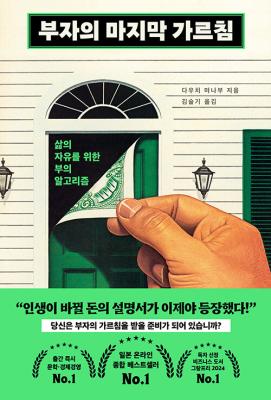 부자의 마지막 가르침
다우치 마나부 지음
김슬기 옮김
삶의
자유를 위한
부의
알고리즘
“인생이 바뀔 돈의 설명서가 이제야 등장했다!”
당신은 부자의 가르침을 받을 준비가 되어 있습니까?
출간 즉시
문학·경제경영
No.1
일본 온라인
종합 베스트셀러
No.1
독자 선정
비즈니스 도서
그랑프리 2024
No.1